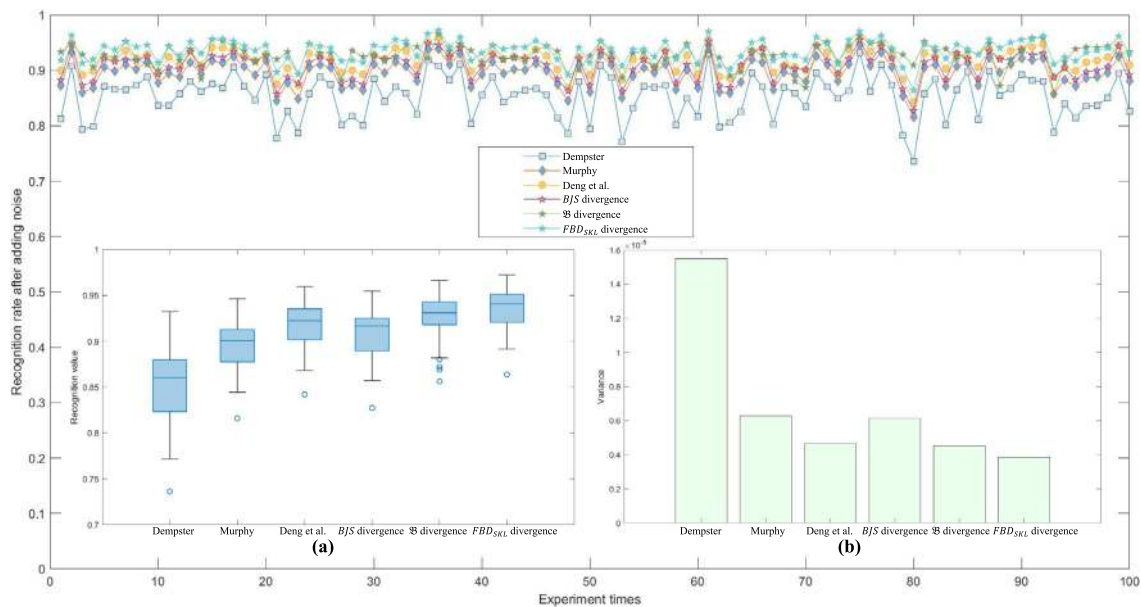 1
0.9
0.8
0.7
0.6
0.5
0.4
0.3
0.2
0.1
0
Recognition rate after adding noise
Dempster
Murphy
Deng et al.
BJS divergence
𝔅 divergence
FBD_SKL divergence
1
0.95
0.9
0.85
0.8
0.75
0.7
Recognition value
Dempster Murphy Deng et al. BJS divergence 𝔅 divergence FBD_SKL divergence
(a)
×10⁻⁵
1.6
1.4
1.2
1
0.8
0.6
0.4
0.2
0
Variance
Dempster Murphy Deng et al. BJS divergence 𝔅 divergence FBD_SKL divergence
(b)
0 10 20 30 40 50 60 70 80 90 100
Experiment times